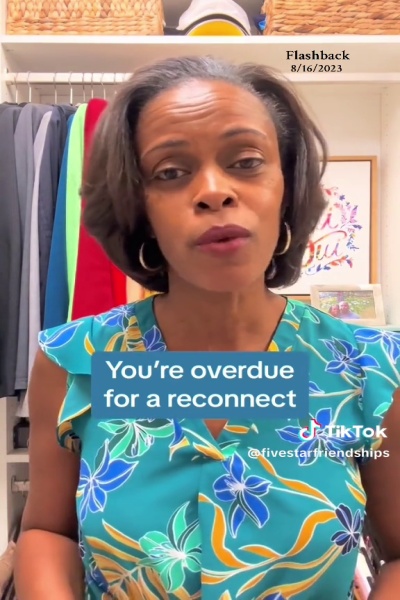 Flashback
8/16/2023
You’re overdue
for a reconnect
TikTok
@fivestarfriendships